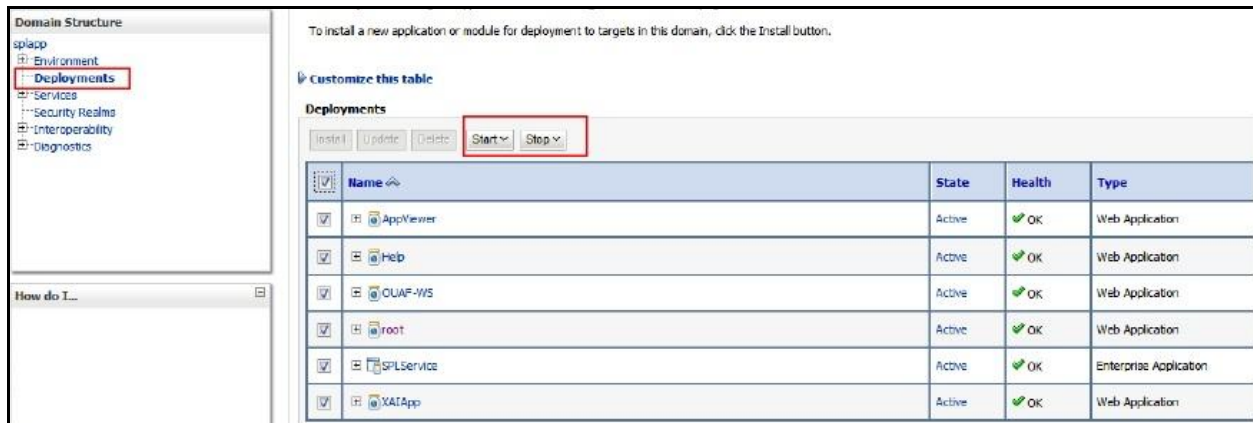 Domain Structure
splapp
Environment
Deployments
Services
Security Realms
Interoperability
Diagnostics
How do I...
To install a new application or module for deployment to targets in this domain, click the Install button.
Customize this table
Deployments
Install Update Delete Start Stop
Name State Health Type
AppViewer Active OK Web Application
Help Active OK Web Application
OUAF-WS Active OK Web Application
root Active OK Web Application
SPLService Active OK Enterprise Application
XAIApp Active OK Web Application